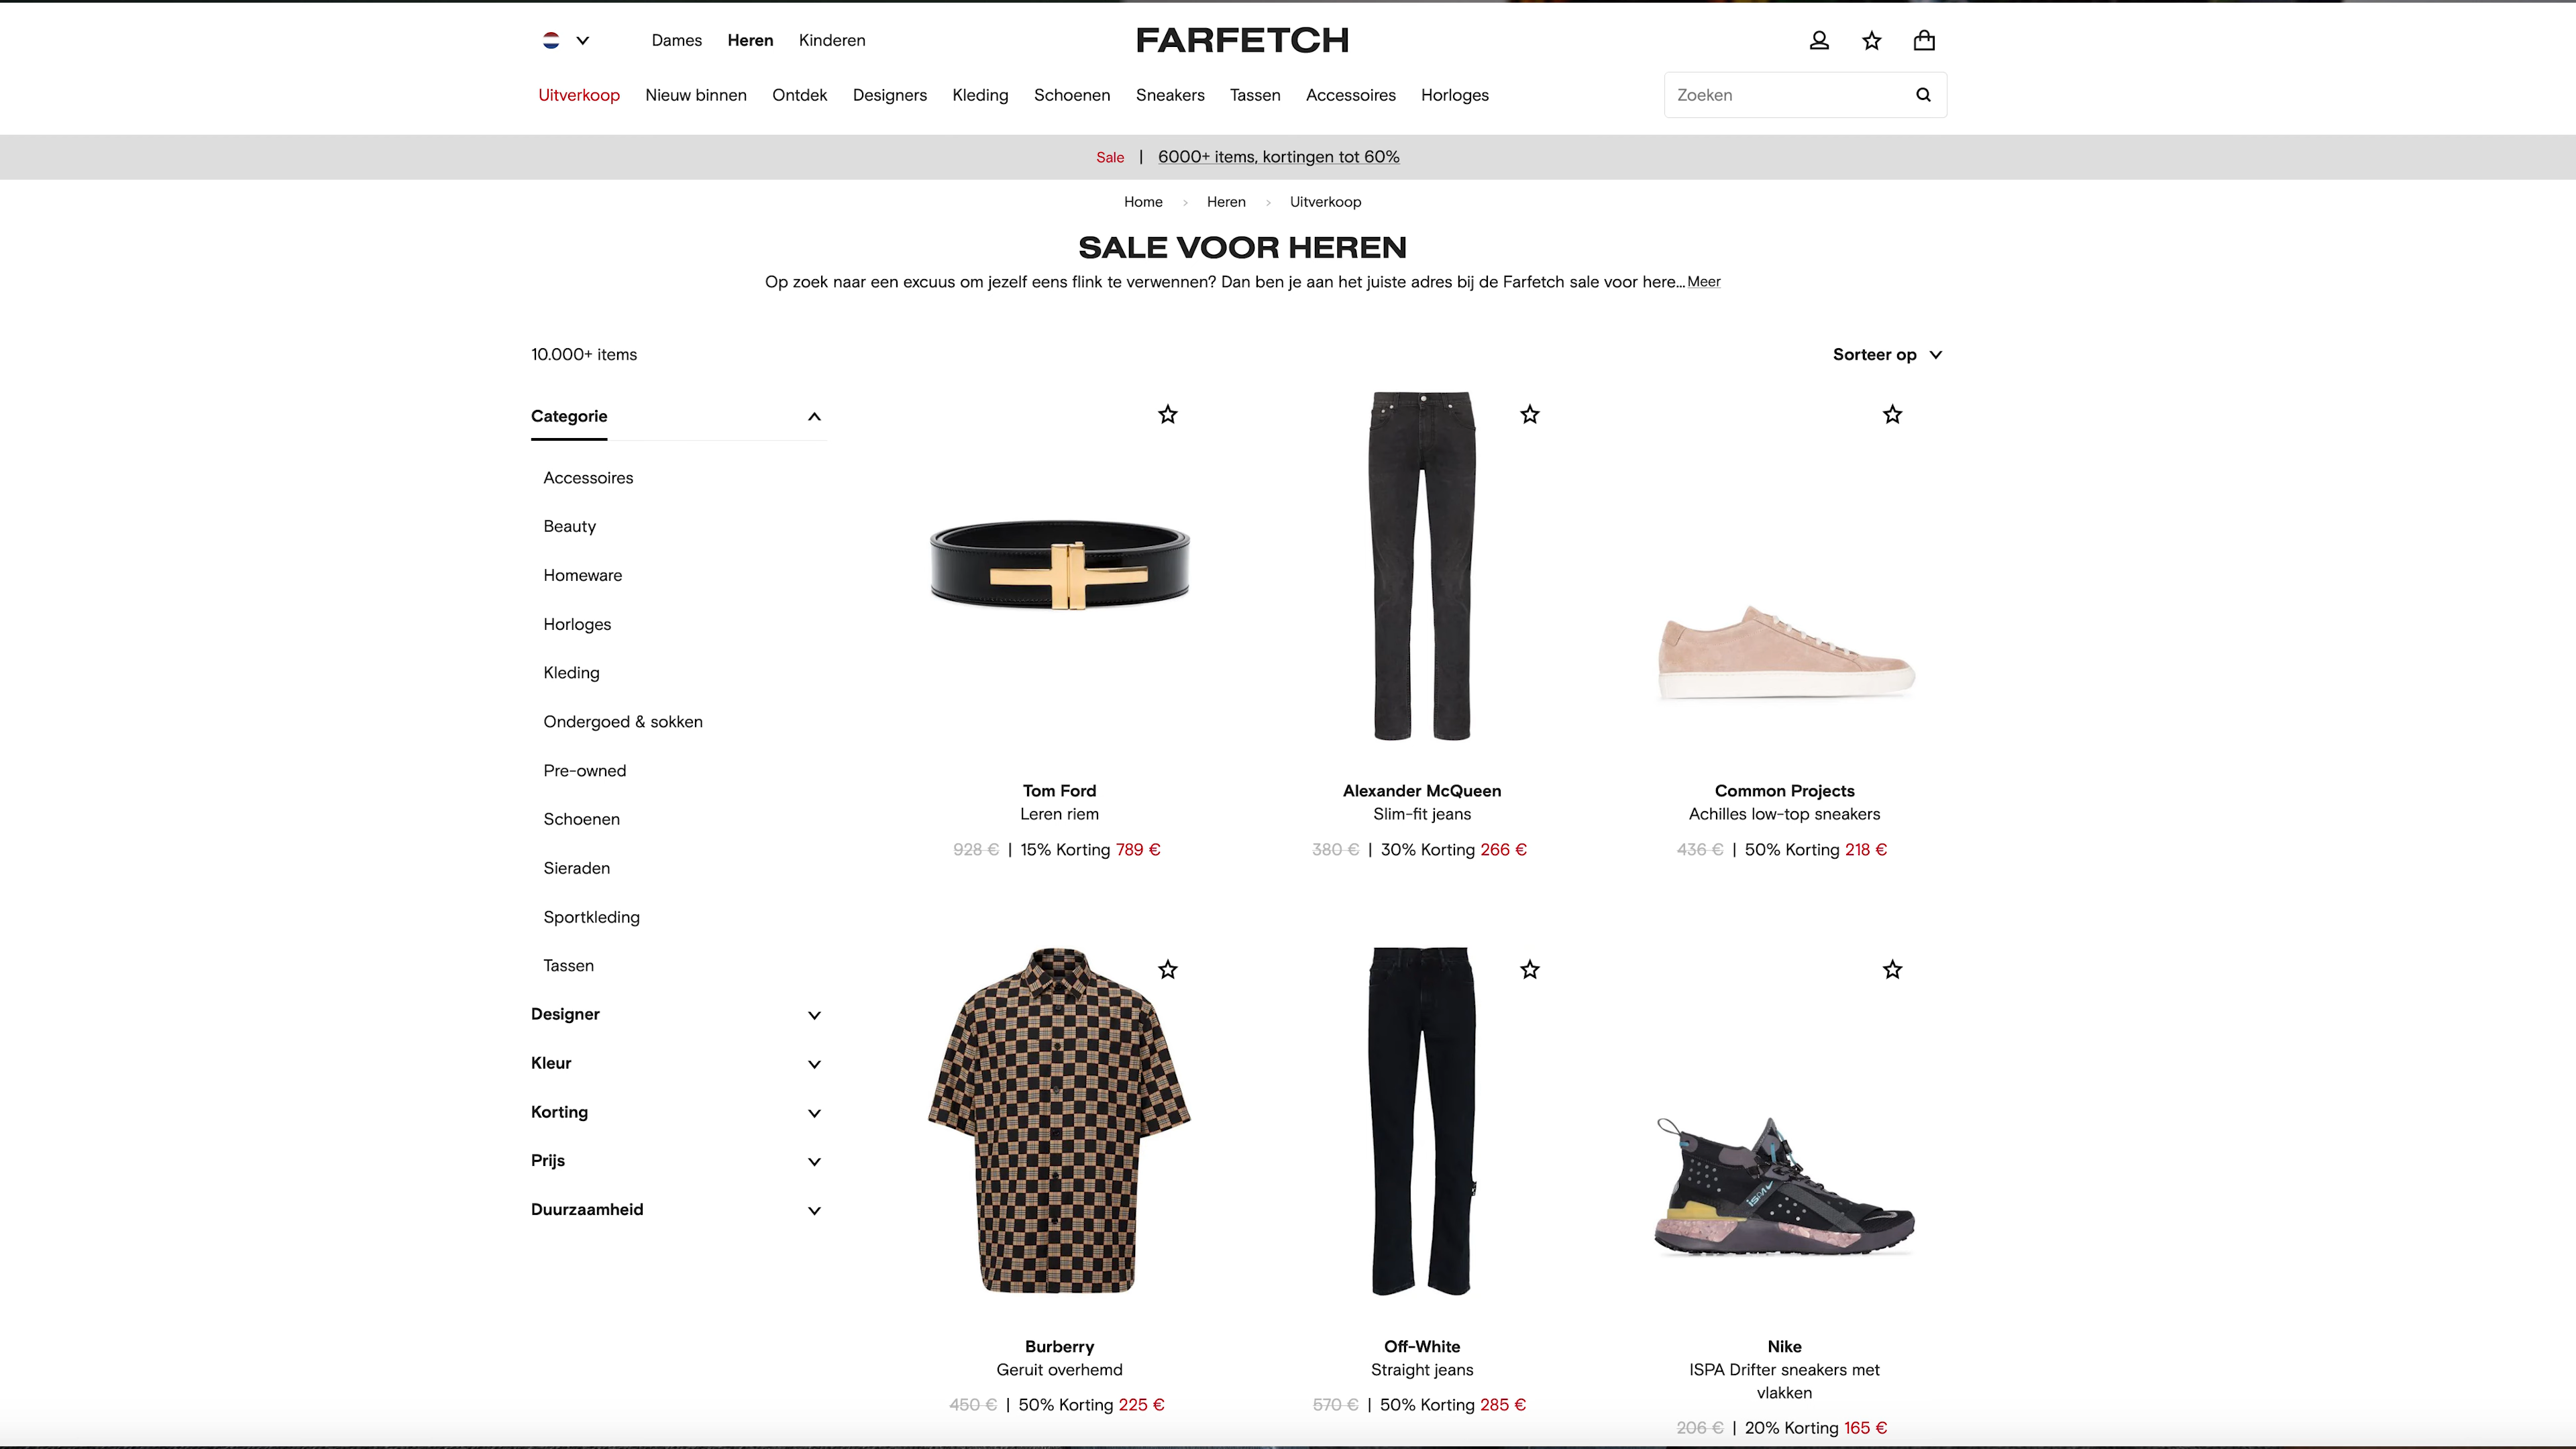 Dames Heren Kinderen
FARFETCH
Uitverkoop Nieuw binnen Ontdek Designers Kleding Schoenen Sneakers Tassen Accessoires Horloges
Zoeken
Sale | 6000+ items, kortingen tot 60%
Home > Heren > Uitverkoop
SALE VOOR HEREN
Op zoek naar een excuus om jezelf eens flink te verwennen? Dan ben je aan het juiste adres bij de Farfetch sale voor here... Meer
10.000+ items
Sorteer op
Categorie
Accessoires
Beauty
Homeware
Horloges
Kleding
Ondergoed & sokken
Pre-owned
Schoenen
Sieraden
Sportkleding
Tassen
Designer
Kleur
Korting
Prijs
Duurzaamheid
Tom Ford
Leren riem
928 € | 15% Korting 789 €
Alexander McQueen
Slim-fit jeans
380 € | 30% Korting 266 €
Common Projects
Achilles low-top sneakers
436 € | 50% Korting 218 €
Burberry
Geruit overhemd
450 € | 50% Korting 225 €
Off-White
Straight jeans
570 € | 50% Korting 285 €
ISPA
Nike
ISPA Drifter sneakers met
vlakken
206 € | 20% Korting 165 €